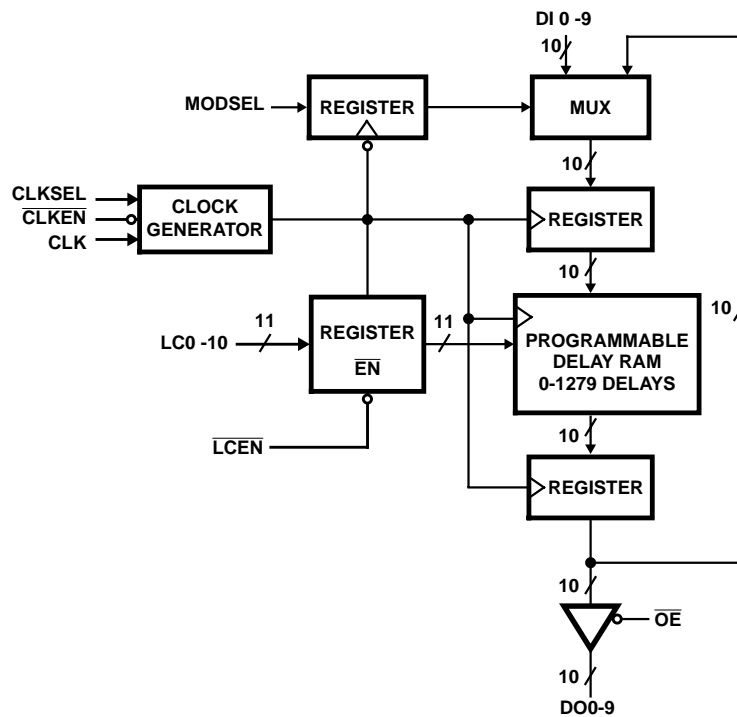 DI 0 -9
10
MODSEL
REGISTER
MUX
10
CLKSEL
CLKEN
CLK
CLOCK
GENERATOR
REGISTER
10
LC0 -10
11
REGISTER
EN
11
PROGRAMMABLE
DELAY RAM
0-1279 DELAYS
10
LCEN
10
REGISTER
10
OE
10
DO0-9